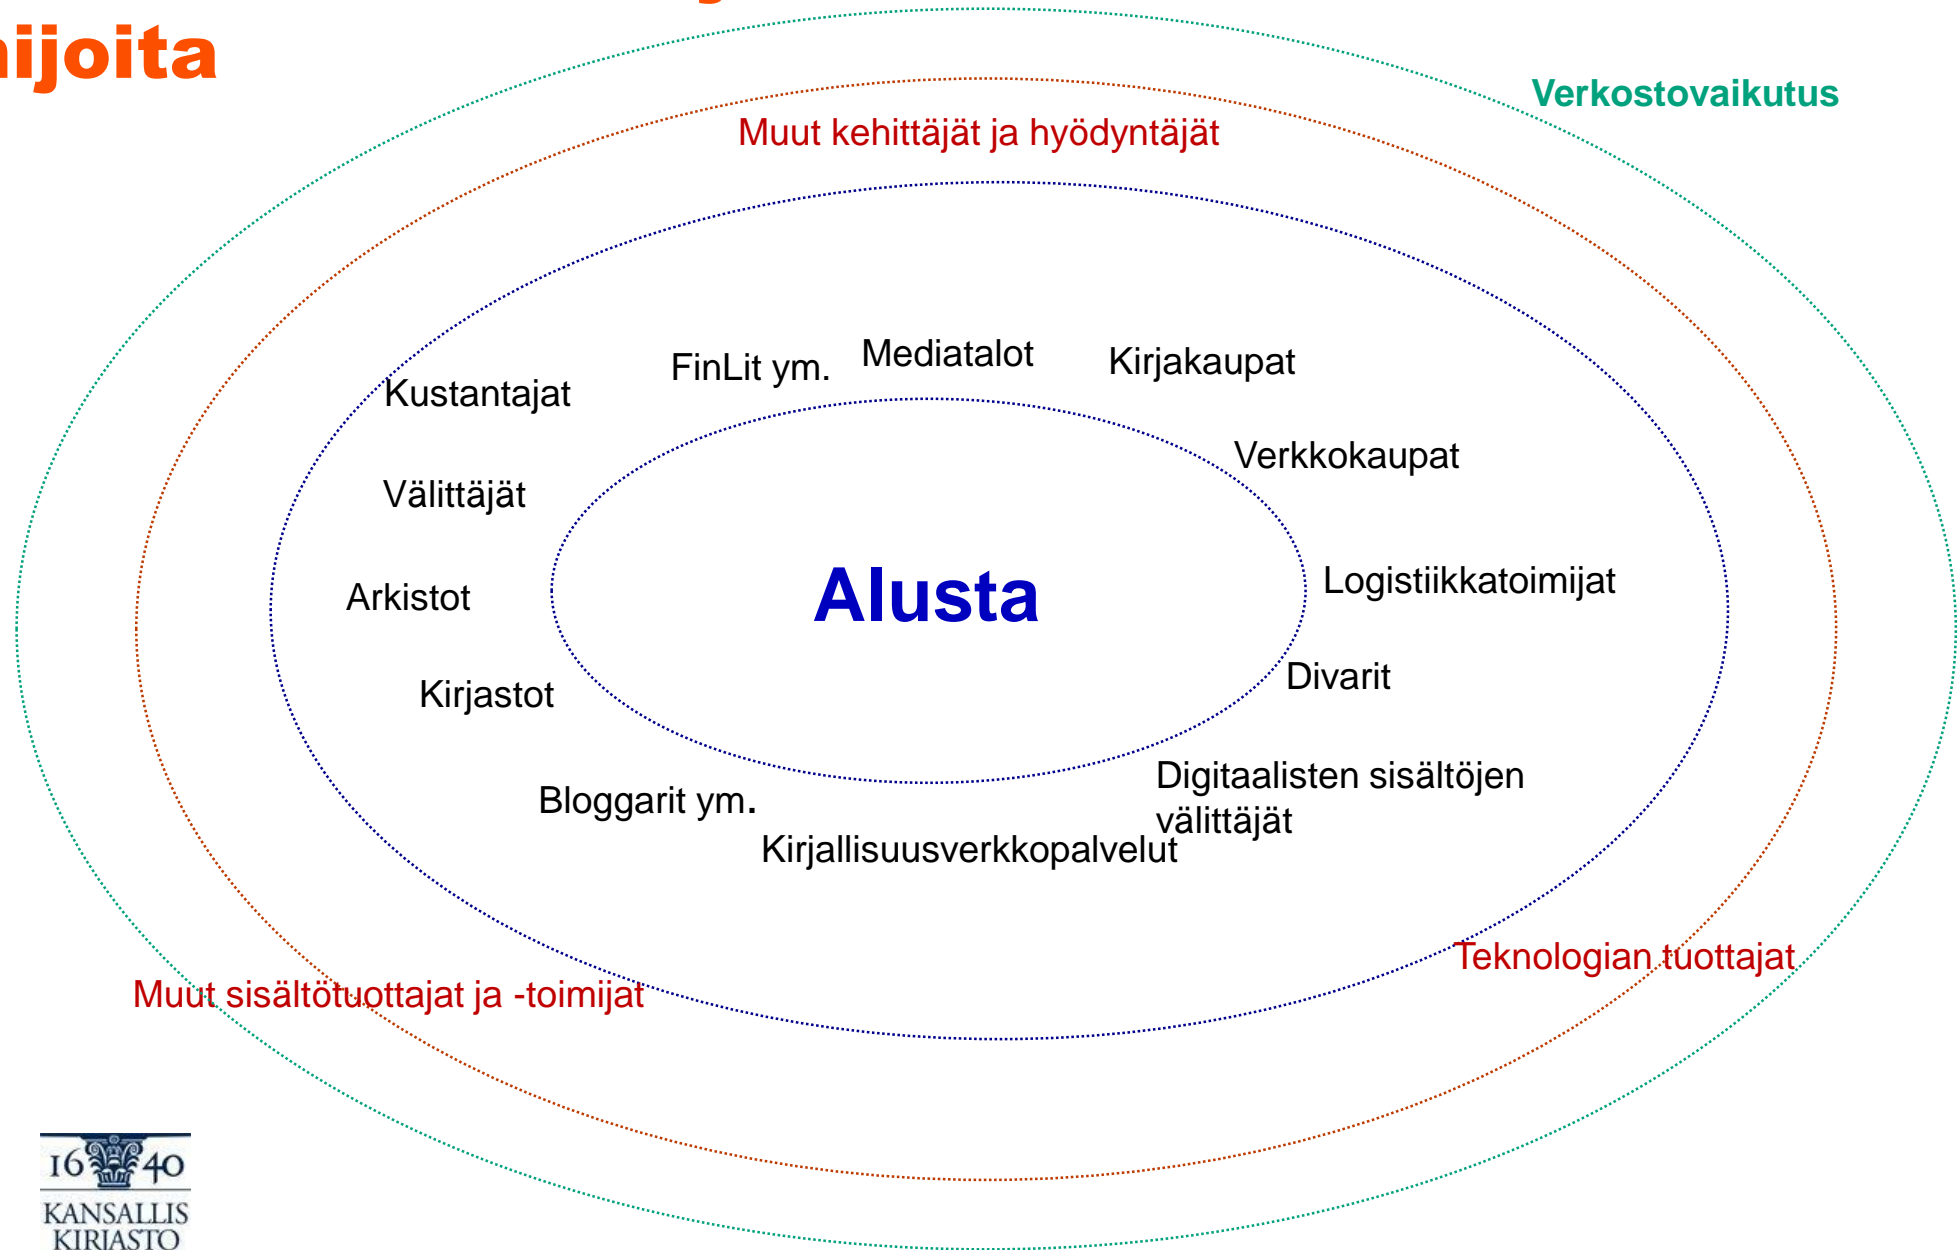 Verkostovaikutus
Muut kehittäjät ja hyödyntäjät
Mediatalot
Kirjakaupat
FinLit ym.
Kustantajat
Verkkokaupat
Välittäjät
Alusta
Logistiikkatoimijat
Arkistot
Divarit
Kirjastot
Digitaalisten sisältöjen
välittäjät
Bloggarit ym.
Kirjallisuusverkkopalvelut
Teknologian tuottajat
Muut sisältötuottajat ja -toimijat
1640
KANSALLIS
KIRJASTO